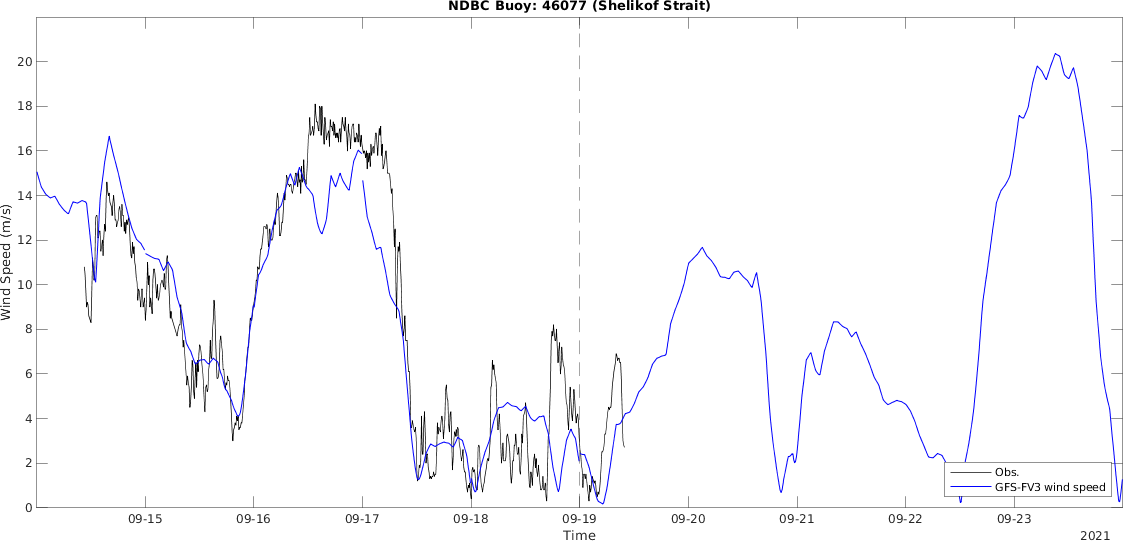 NDBC Buoy: 46077 (Shelikof Strait)
20
18
16
14
12
10
8
6
4
2
0
Wind Speed (m/s)
Obs.
GFS-FV3 wind speed
09-15 09-16 09-17 09-18 09-19 09-20 09-21 09-22 09-23
Time
2021